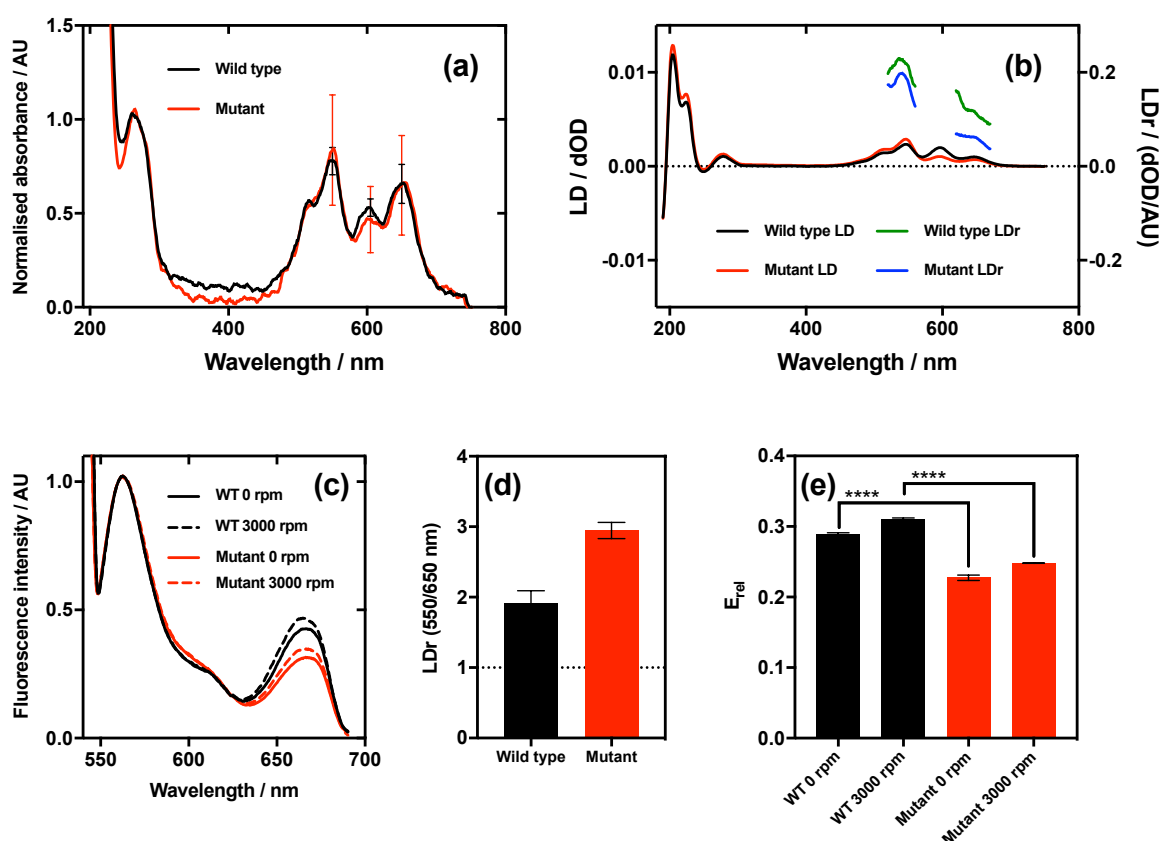 (a)
Normalised absorbance / AU
1.5
1.0
0.5
0.0
Wild type
Mutant
200
400
600
800
Wavelength / nm
(b)
LD / dOD
0.01
0.00
-0.01
0.2
0.0
-0.2
LDr / (dOD/AU)
Wild type LD
Wild type LDr
Mutant LD
Mutant LDr
200
400
600
800
Wavelength / nm
(c)
Fluorescence intensity / AU
1.0
0.5
0.0
WT 0 rpm
WT 3000 rpm
Mutant 0 rpm
Mutant 3000 rpm
550
600
650
700
Wavelength / nm
(d)
LDr (550/650 nm)
4
3
2
1
0
Wild type
Mutant
(e)
Erel
0.4
0.3
0.2
0.1
0.0
****
****
WT 0 rpm
WT 3000 rpm
Mutant 0 rpm
Mutant 3000 rpm